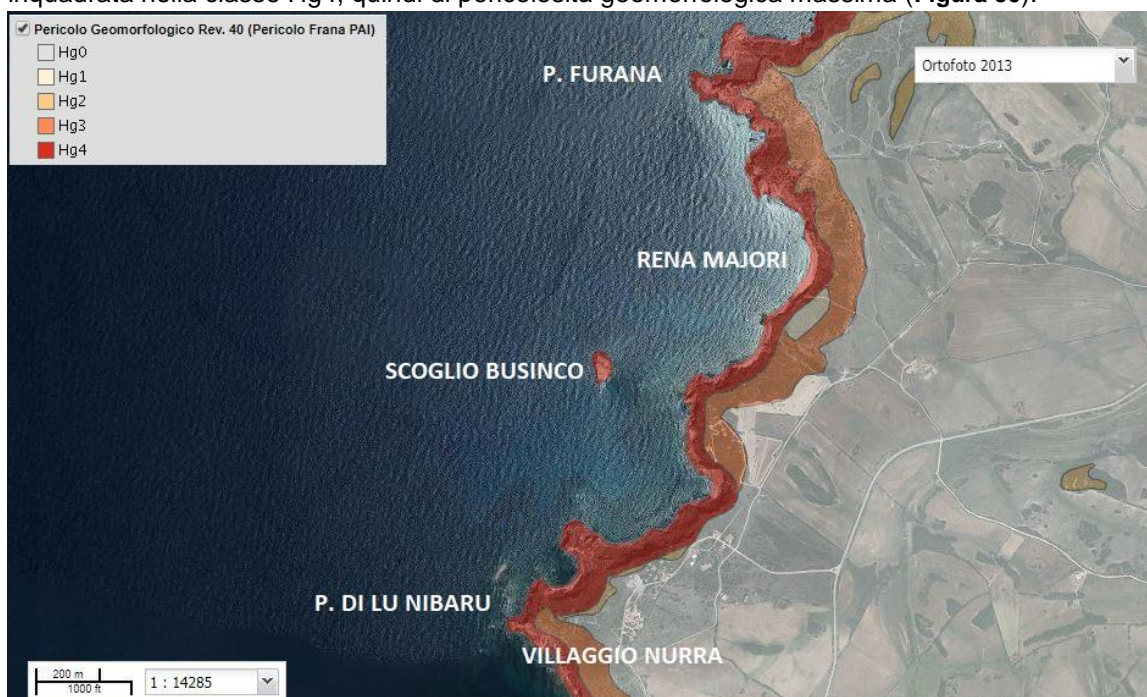 inquadrata nella classe Hg4, quindi di pericolosità geomorfologica massima (Figura 30).
Pericolo Geomorfologico Rev. 40 (Pericolo Frana PAI)
Hg0
Hg1
Hg2
Hg3
Hg4
Ortofoto 2013
P. FURANA
RENA MAJORI
SCOGLIO BUSINCO
P. DI LU NIBARU
VILLAGGIO NURRA
200 m
1000 ft
1 : 14285